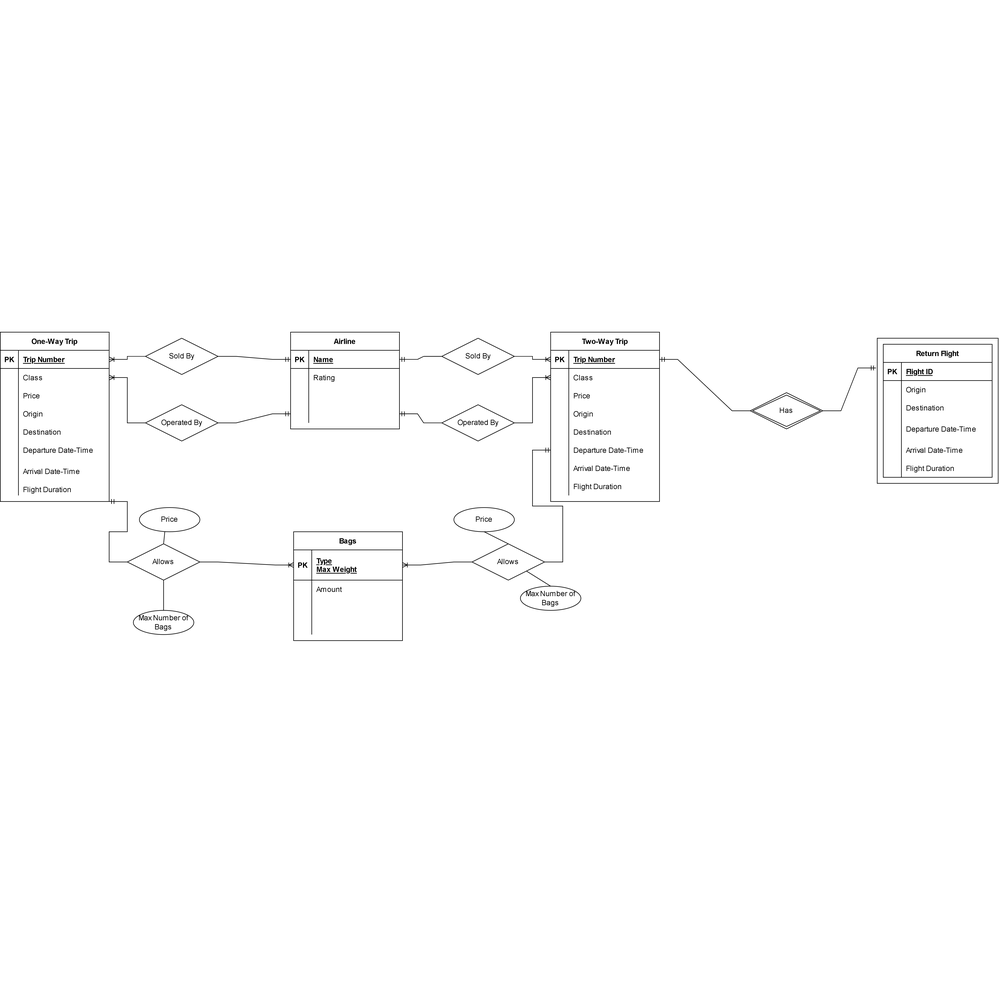 One-Way Trip
PK Trip Number
Class
Price
Origin
Destination
Departure Date-Time
Arrival Date-Time
Flight Duration
Sold By
Operated By
Airline
PK Name
Rating
Sold By
Operated By
Two-Way Trip
PK Trip Number
Class
Price
Origin
Destination
Departure Date-Time
Arrival Date-Time
Flight Duration
Has
Return Flight
PK Flight ID
Origin
Destination
Departure Date-Time
Arrival Date-Time
Flight Duration
Price
Allows
Max Number of
Bags
Bags
PK Type
Max Weight
Amount
Price
Allows
Max Number of
Bags